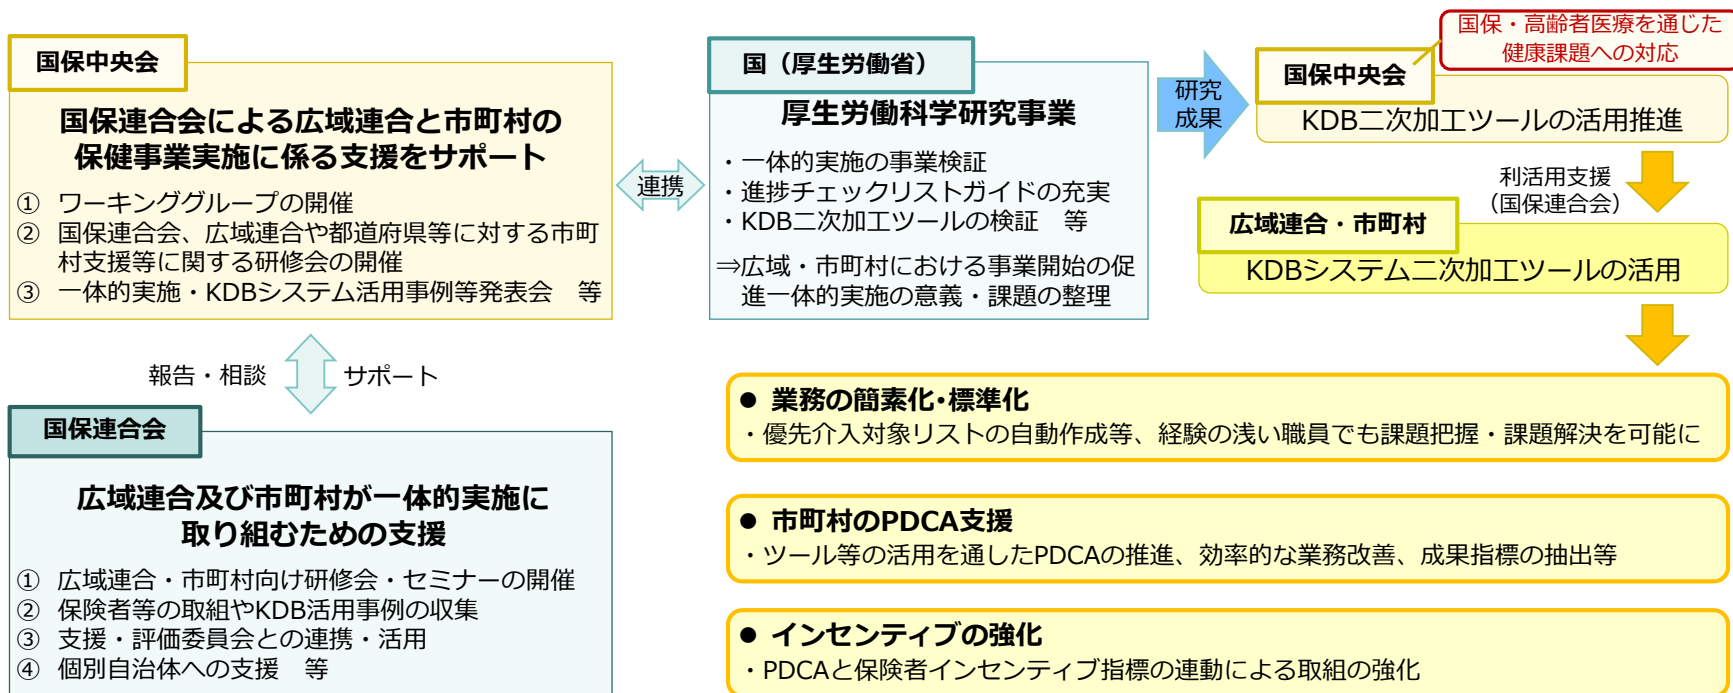 国保中央会
国保連合会による広域連合と市町村の
保健事業実施に係る支援をサポート
① ワーキンググループの開催
② 国保連合会、広域連合や都道府県等に対する市町
村支援等に関する研修会の開催
③ 一体的実施・KDBシステム活用事例等発表会　等
連携
国（厚生労働省）
厚生労働科学研究事業
・一体的実施の事業検証
・進捗チェックリストガイドの充実
・KDB二次加工ツールの検証　等
⇒広域・市町村における事業開始の促
進一体的実施の意義・課題の整理
研究
成果
国保・高齢者医療を通じた
健康課題への対応
国保中央会
KDB二次加工ツールの活用推進
利活用支援
（国保連合会）
広域連合・市町村
KDBシステム二次加工ツールの活用
報告・相談
サポート
国保連合会
広域連合及び市町村が一体的実施に
取り組むための支援
① 広域連合・市町村向け研修会・セミナーの開催
② 保険者等の取組やKDB活用事例の収集
③ 支援・評価委員会との連携・活用
④ 個別自治体への支援　等
● 業務の簡素化・標準化
・優先介入対象リストの自動作成等、経験の浅い職員でも課題把握・課題解決を可能に
● 市町村のPDCA支援
・ツール等の活用を通したPDCAの推進、効率的な業務改善、成果指標の抽出等
● インセンティブの強化
・PDCAと保険者インセンティブ指標の連動による取組の強化